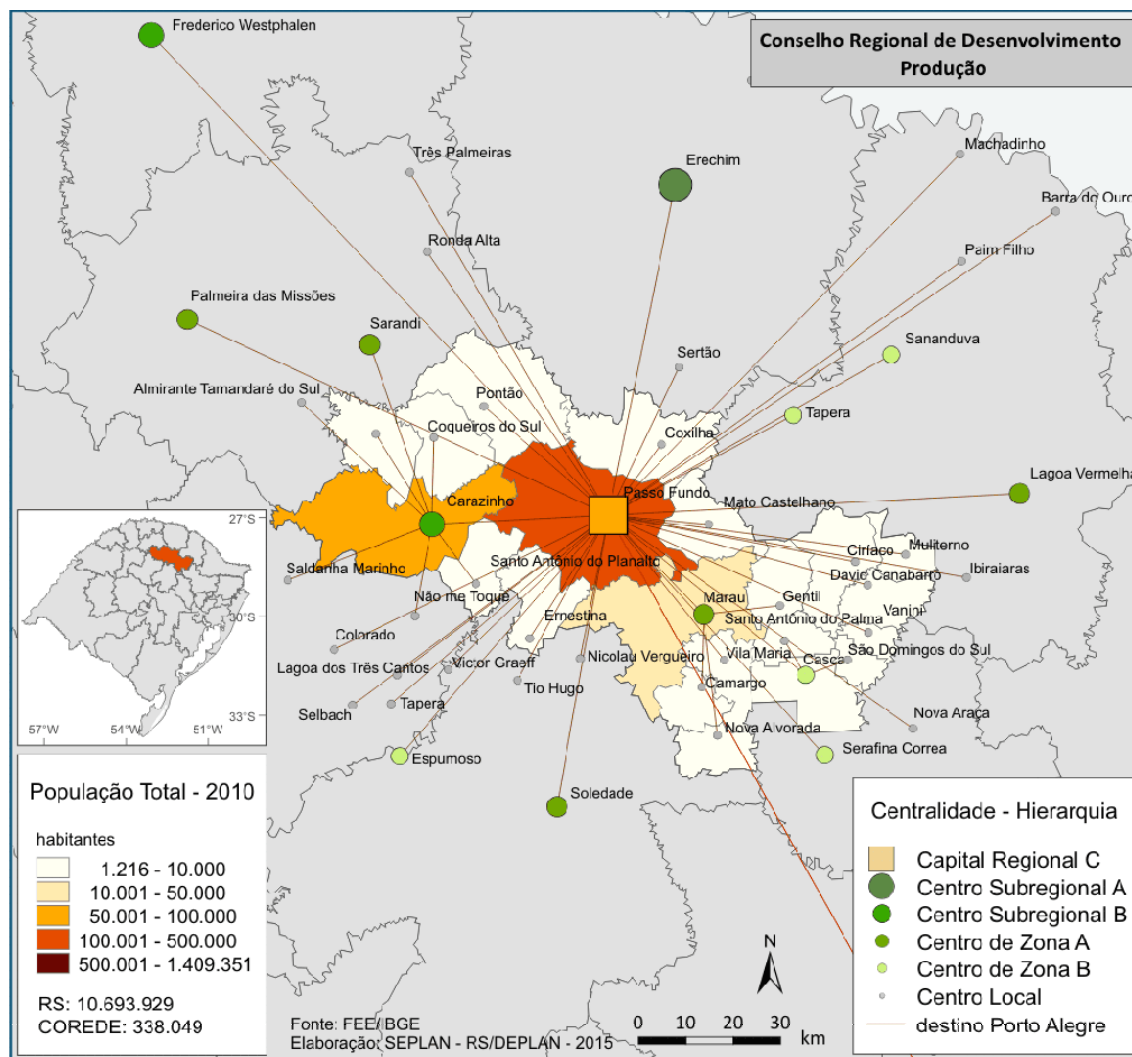 Frederico Westphalen
Conselho Regional de Desenvolvimento
Produção
Três Palmeiras
Erechim
Machadinho
Barra do Ouro
Ronda Alta
Paim Filho
Palmeira das Missões
Sarandi
Sananduva
Sertão
Almirante Tamandaré do Sul
Pontão
Tapera
Coqueiros do Sul
Coxilha
Lagoa Vermelha
Carazinho
Passo Fundo
Mato Castelhano
27°S
Muliterno
Santo Antônio do Planalto
Ciríaco
Saldanha Marinho
David Canabarro
Ibiraiaras
Não me Toque
Marau
Gentil
Ernestina
Santo Antônio do Palma
Vanini
30°S
Colorado
Lagoa dos Três Cantos
Victor Graeff
Nicolau Vergueiro
Vila Maria
Casca
São Domingos do Sul
Tio Hugo
Camargo
Selbach
Tapera
33°S
57°W
54°W
51°W
Nova Alvorada
Nova Araça
Espumoso
Serafina Correa
Soledade
População Total - 2010
habitantes
1.216 - 10.000
10.001 - 50.000
50.001 - 100.000
100.001 - 500.000
500.001 - 1.409.351
RS: 10.693.929
COREDE: 338.049
Centralidade - Hierarquia
Capital Regional C
Centro Subregional A
Centro Subregional B
Centro de Zona A
Centro de Zona B
Centro Local
destino Porto Alegre
N
Fonte: FEE/IBGE
Elaboração: SEPLAN - RS/DEPLAN - 2015
0 10 20 30
km